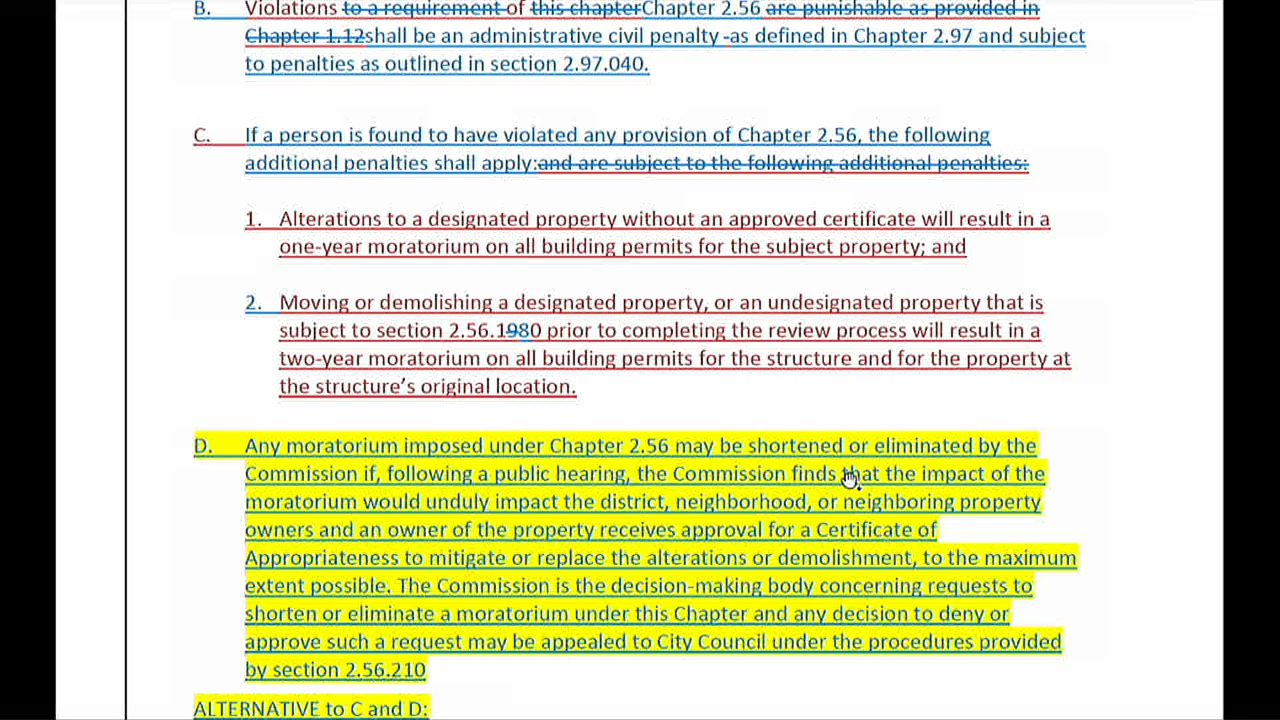 B. Violations to a requirement of this chapterChapter 2.56 are punishable as provided in
Chapter 1.12shall be an administrative civil penalty -as defined in Chapter 2.97 and subject
to penalties as outlined in section 2.97.040.
C. If a person is found to have violated any provision of Chapter 2.56, the following
additional penalties shall apply:and are subject to the following additional penalties:
1. Alterations to a designated property without an approved certificate will result in a
one-year moratorium on all building permits for the subject property; and
2. Moving or demolishing a designated property, or an undesignated property that is
subject to section 2.56.1980 prior to completing the review process will result in a
two-year moratorium on all building permits for the structure and for the property at
the structure's original location.
D. Any moratorium imposed under Chapter 2.56 may be shortened or eliminated by the
Commission if, following a public hearing, the Commission finds that the impact of the
moratorium would unduly impact the district, neighborhood, or neighboring property
owners and an owner of the property receives approval for a Certificate of
Appropriateness to mitigate or replace the alterations or demolishment, to the maximum
extent possible. The Commission is the decision-making body concerning requests to
shorten or eliminate a moratorium under this Chapter and any decision to deny or
approve such a request may be appealed to City Council under the procedures provided
by section 2.56.210
ALTERNATIVE to C and D: